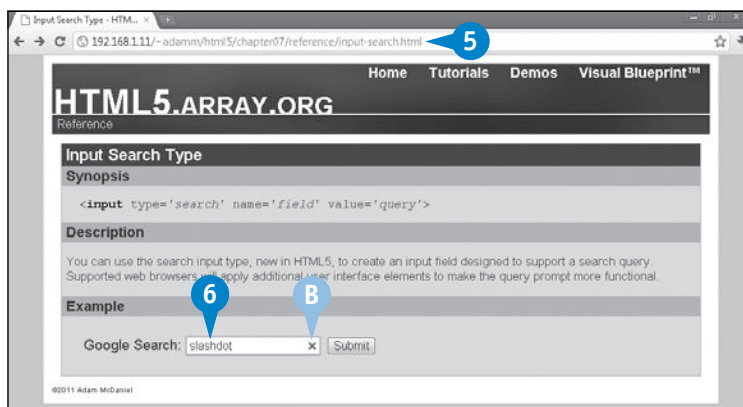 Input Search Type - HTM...
192.168.1.11/~adamm/html5/chapter07/reference/input-search.html
5
Home Tutorials Demos Visual Blueprint™
HTML5.ARRAY.ORG
Reference
Input Search Type
Synopsis
<input type='search' name='field' value='query'>
Description
You can use the search input type, new in HTML5, to create an input field designed to support a search query.
Supported web browsers will apply additional user interface elements to make the query prompt more functional.
6 B
Example
Google Search: slashdot × Submit
©2011 Adam McDaniel